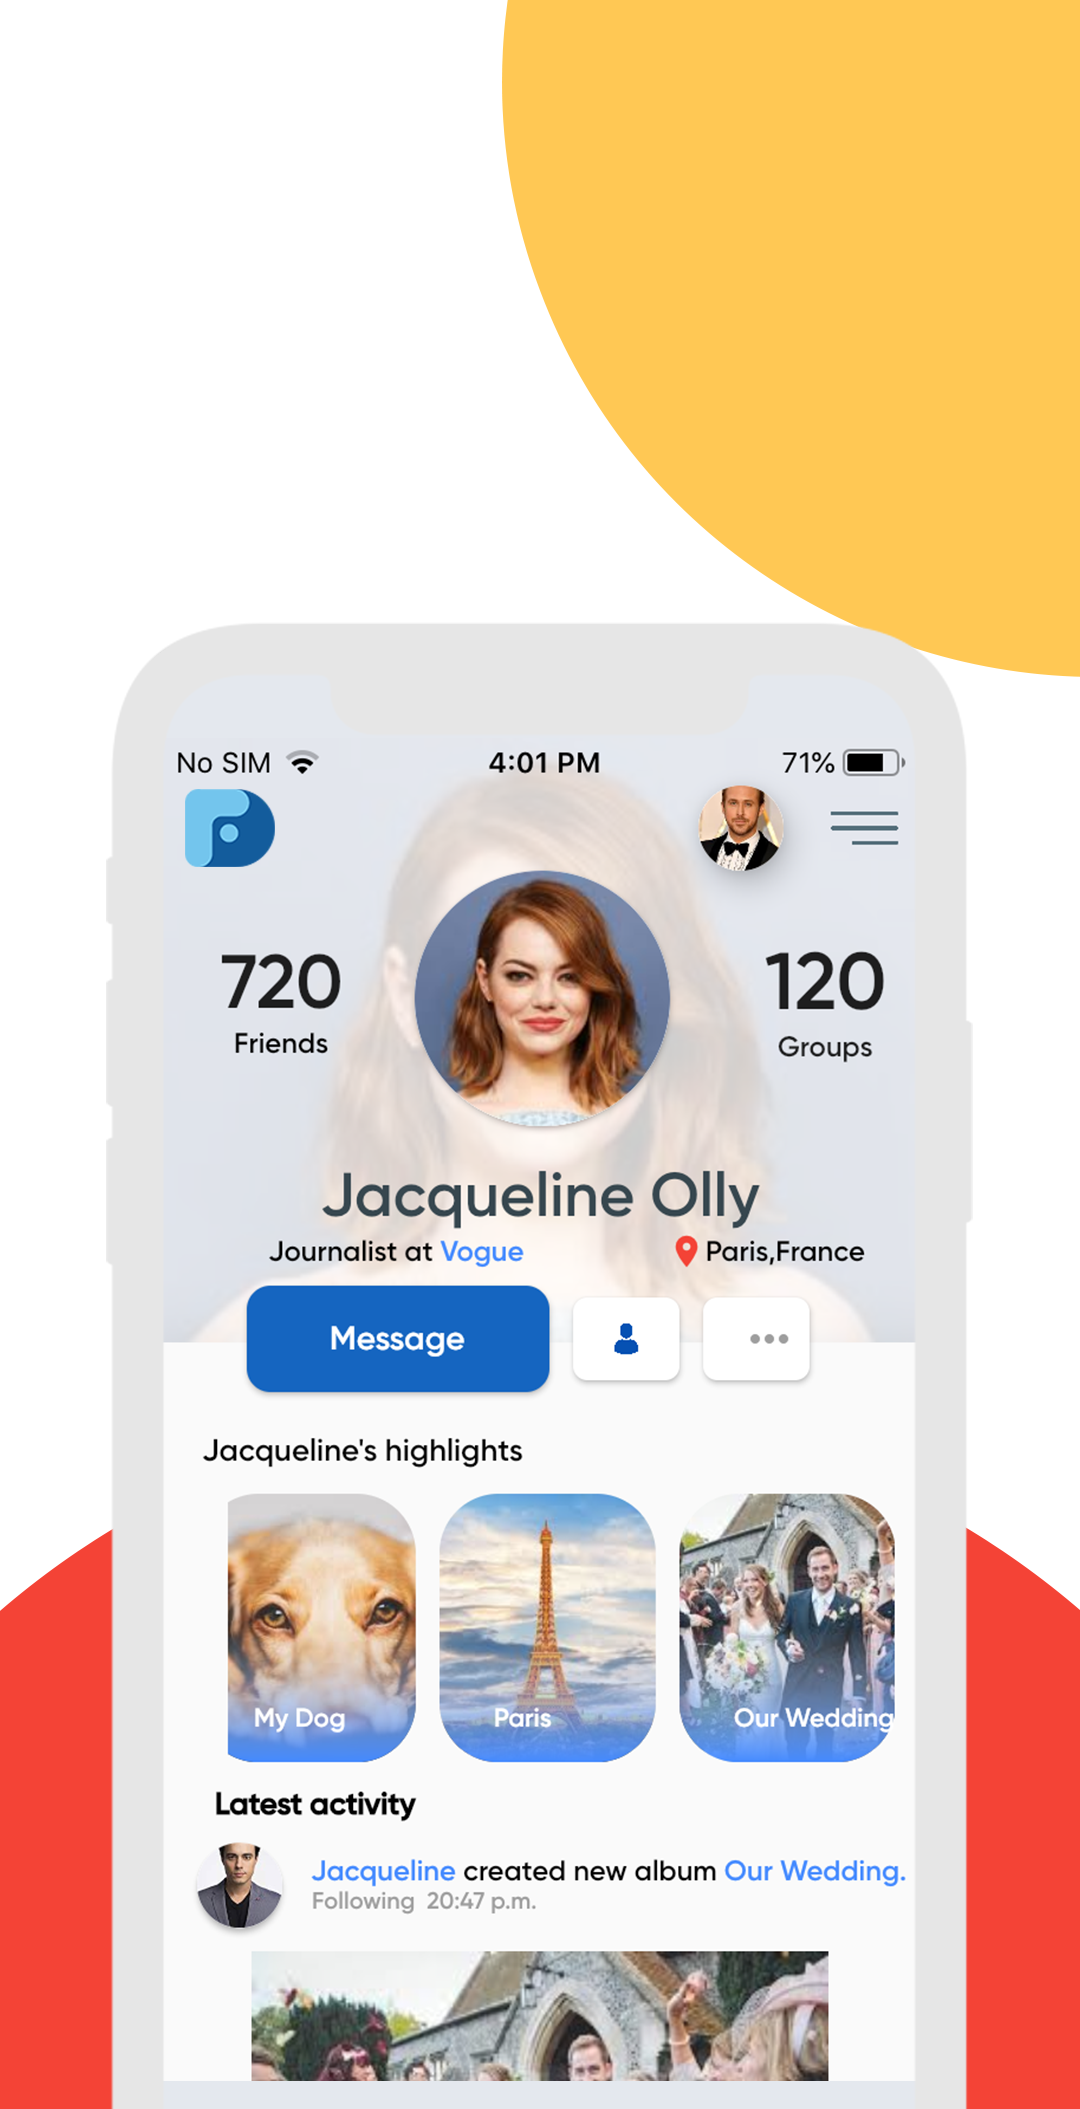 No SIM 4:01 PM 71%
720 120
Friends Groups
Jacqueline Olly
Journalist at Vogue Paris,France
Message
Jacqueline's highlights
My Dog Paris Our Wedding
Latest activity
Jacqueline created new album Our Wedding.
Following 20:47 p.m.